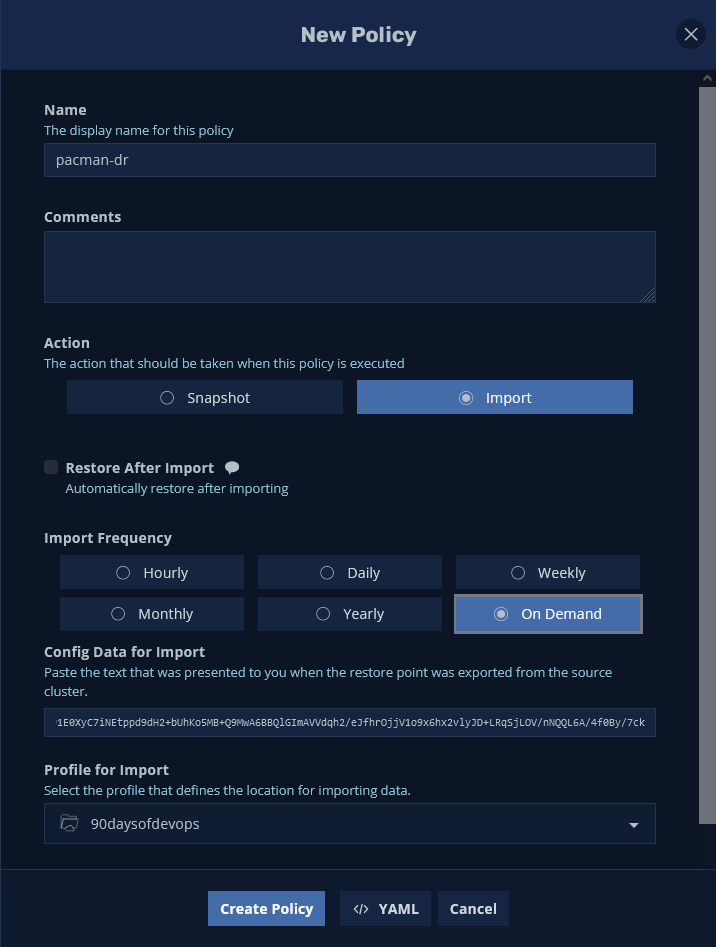 New Policy
Name
The display name for this policy
pacman-dr
Comments
Action
The action that should be taken when this policy is executed
Snapshot
Import
Restore After Import
Automatically restore after importing
Import Frequency
Hourly
Daily
Weekly
Monthly
Yearly
On Demand
Config Data for Import
Paste the text that was presented to you when the restore point was exported from the source
cluster.
1E0XyC7iNEtppd9dH2+bUhKo5MB+Q9MwA6BBQlGImAVVdqh2/eJfhrOjjV1o9x6hx2vlyJD+LRqSjLOV/nNQQL6A/4f0By/7ck
Profile for Import
Select the profile that defines the location for importing data.
90daysofdevops
Create Policy
</> YAML
Cancel